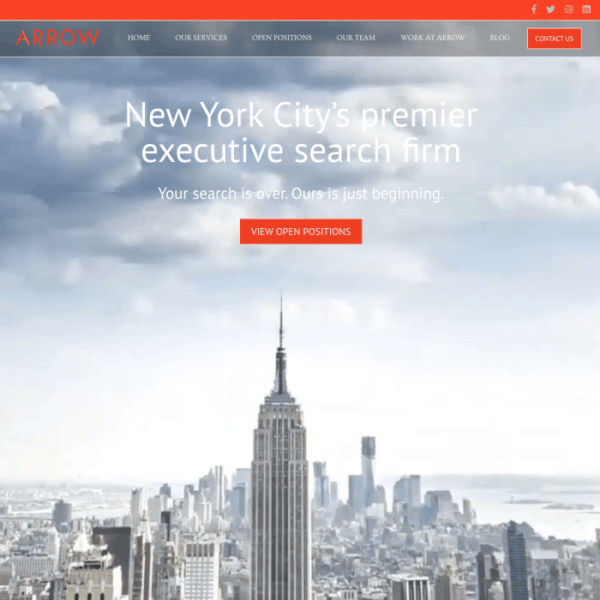 ARROW
HOME OUR SERVICES OPEN POSITIONS OUR TEAM WORK AT ARROW BLOG CONTACT US
New York City's premier
executive search firm
Your search is over. Ours is just beginning.
VIEW OPEN POSITIONS